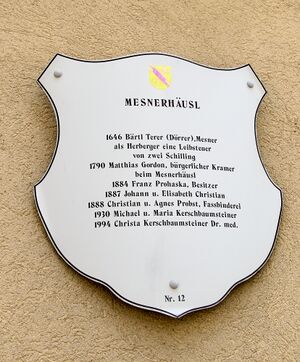 MESNERHÄUSL
1646 Bärtl Terer (Dörrer), Mesner
als Herberger eine Leibsteuer
von zwei Schilling
1790 Matthias Gordon, bürgerlicher Kramer
beim Mesnerhäusl
1884 Franz Prohaska, Besitzer
1887 Johann u. Elisabeth Christian
1888 Christian u. Agnes Probst, Fassbinderei
1930 Michael u. Maria Kerschbaumsteiner
1994 Christa Kerschbaumsteiner Dr. med.
Nr. 12